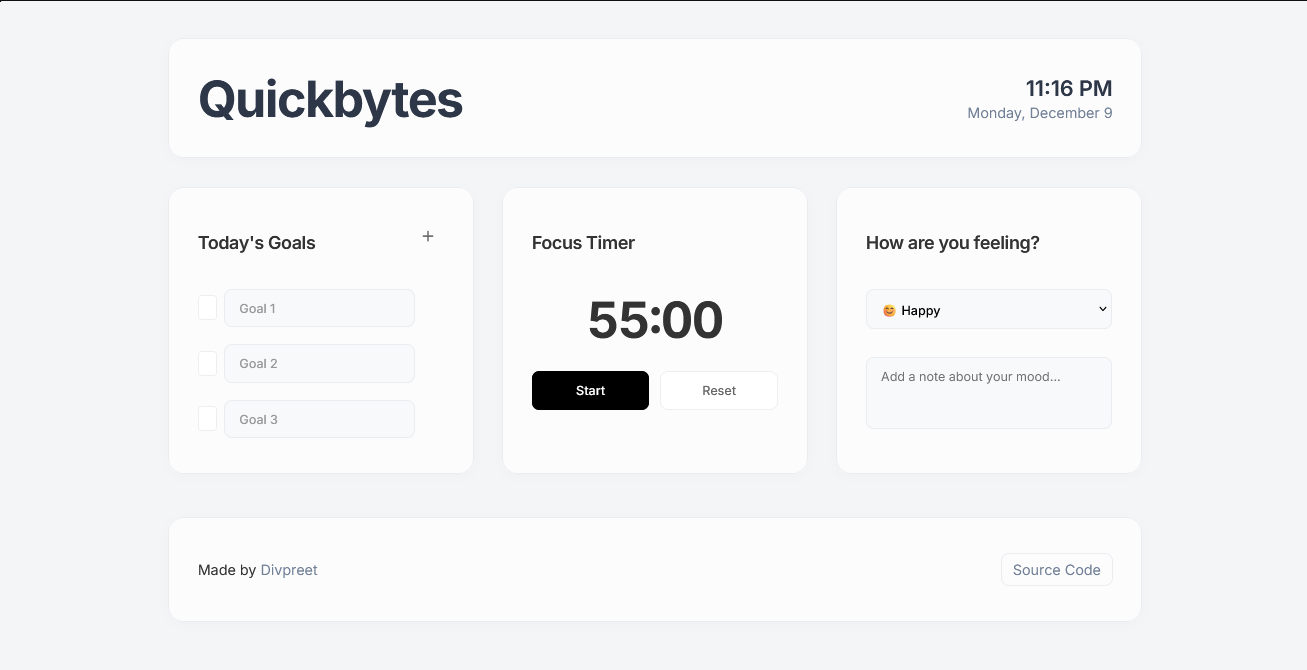 Quickbytes
11:16 PM
Monday, December 9
Today's Goals
+
Goal 1
Goal 2
Goal 3
Focus Timer
55:00
Start
Reset
How are you feeling?
😊 Happy
Add a note about your mood...
Made by Divpreet
Source Code